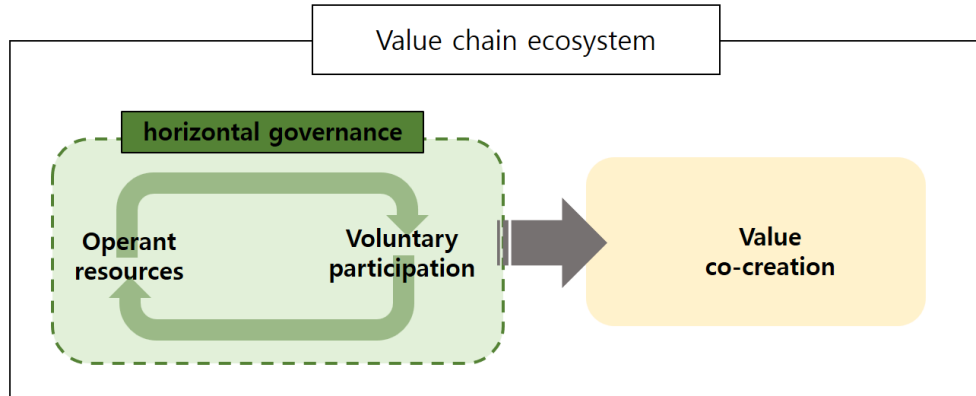 Value chain ecosystem
horizontal governance
Operant
resources
Voluntary
participation
Value
co-creation